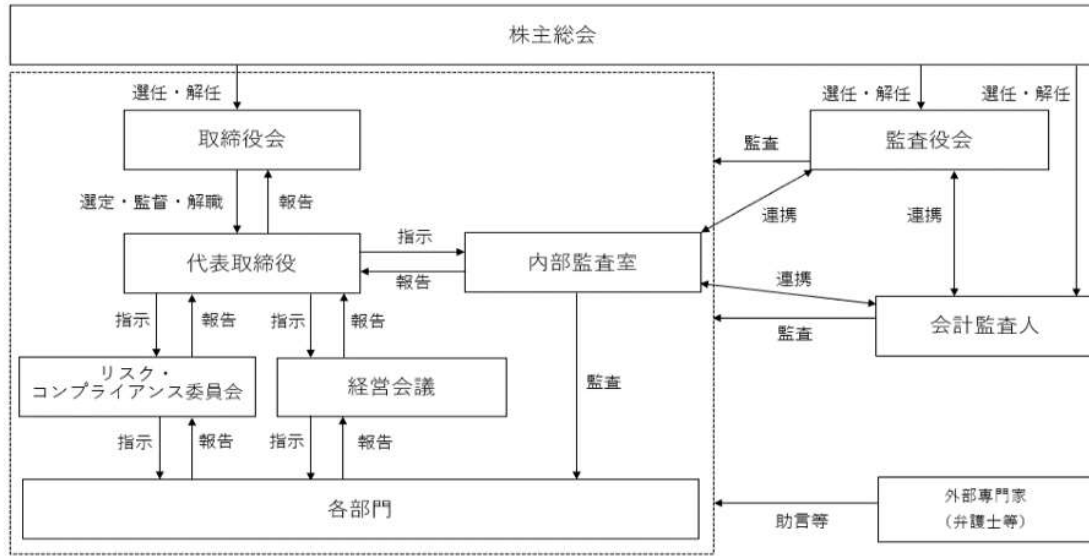 株主総会
選任・解任
選任・解任
選任・解任
取締役会
監査役会
監査
選定・監督・解職
報告
連携
連携
指示
代表取締役
内部監査室
報告
連携
会計監査人
監査
指示
報告
指示
報告
リスク・
コンプライアンス委員会
経営会議
監査
指示
報告
指示
報告
各部門
外部専門家
（弁護士等）
助言等